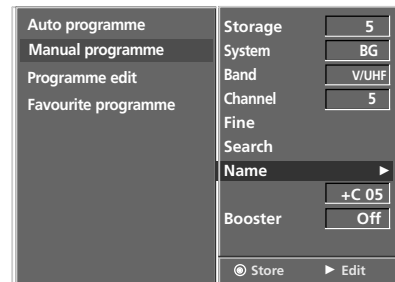 Auto programme
Manual programme
Programme edit
Favourite programme
Storage 5
System BG
Band V/UHF
Channel 5
Fine
Search
Name ►
+C 05
Booster Off
◉ Store ► Edit